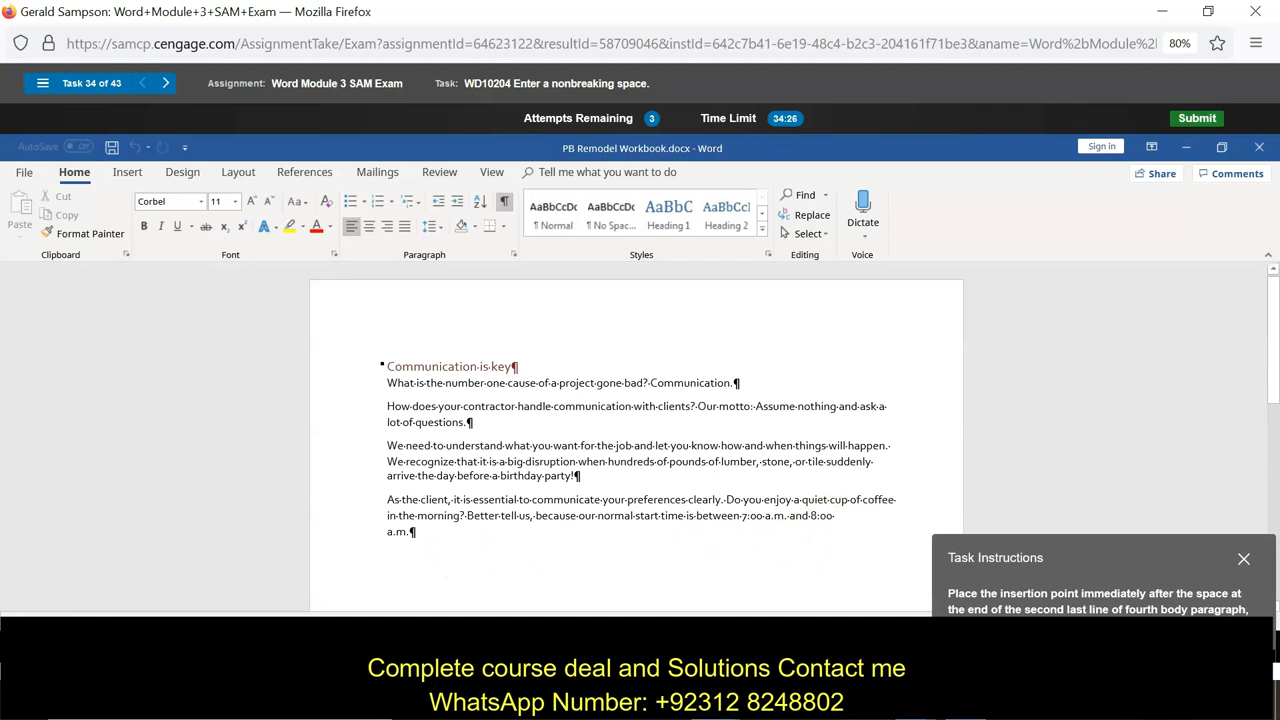 Gerald Sampson: Word+Module+3+SAM+Exam — Mozilla Firefox
https://samcp.cengage.com/AssignmentTake/Exam?assignmentId=64623122&resultId=58709046&instId=642c7b41-6e19-48c4-b2c3-204161f71be3&aname=Word%2bModule%2
80%
Task 34 of 43
Assignment: Word Module 3 SAM Exam
Task: WD10204 Enter a nonbreaking space.
Attempts Remaining 3
Time Limit 34:26
Submit
AutoSave Off
PB Remodel Workbook.docx - Word
Sign in
File Home Insert Design Layout References Mailings Review View Tell me what you want to do
Share Comments
Paste
Cut
Copy
Format Painter
Corbel 11
AaBbCcDc AaBbCcDc AaBbC AaBbCcI
¶ Normal ¶ No Spac... Heading 1 Heading 2
Find
Replace
Select
Dictate
Clipboard Font Paragraph Styles Editing Voice
Communication·is·key¶
What·is·the·number·one·cause·of·a·project·gone·bad?·Communication.¶
How·does·your·contractor·handle·communication·with·clients?·Our·motto:·Assume·nothing·and·ask·a·
lot·of·questions.¶
We·need·to·understand·what·you·want·for·the·job·and·let·you·know·how·and·when·things·will·happen.·
We·recognize·that·it·is·a·big·disruption·when·hundreds·of·pounds·of·lumber,·stone,·or·tile·suddenly·
arrive·the·day·before·a·birthday·party!¶
As·the·client,·it·is·essential·to·communicate·your·preferences·clearly.·Do·you·enjoy·a·quiet·cup·of·coffee·
in·the·morning?·Better·tell·us,·because·our·normal·start·time·is·between·7:00·a.m.·and·8:00·
a.m.¶
Task Instructions
Place the insertion point immediately after the space at
the end of the second last line of fourth body paragraph,
Complete course deal and Solutions Contact me
WhatsApp Number: +92312 8248802